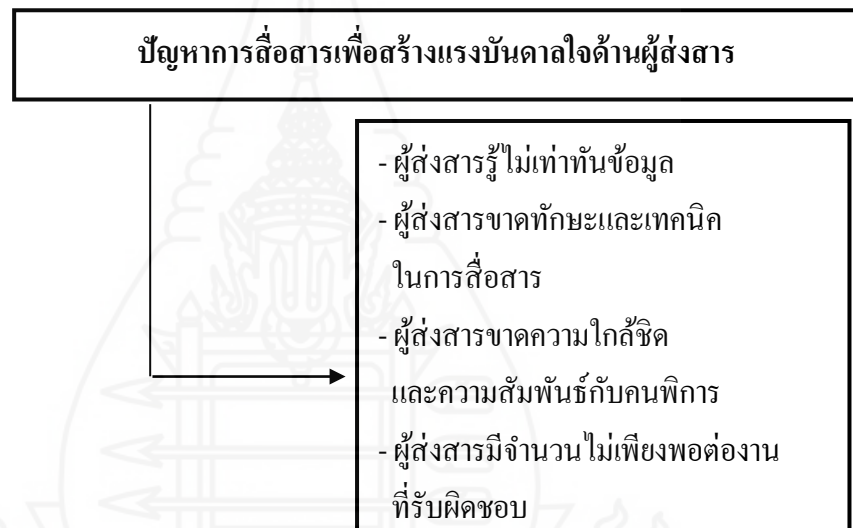 ปัญหาการสื่อสารเพื่อสร้างแรงบันดาลใจด้านผู้ส่งสาร
- ผู้ส่งสารรู้ไม่เท่าทันข้อมูล
- ผู้ส่งสารขาดทักษะและเทคนิค
ในการสื่อสาร
- ผู้ส่งสารขาดความใกล้ชิด
และความสัมพันธ์กับคนพิการ
- ผู้ส่งสารมีจำนวนไม่เพียงพอต่องาน
ที่รับผิดชอบ